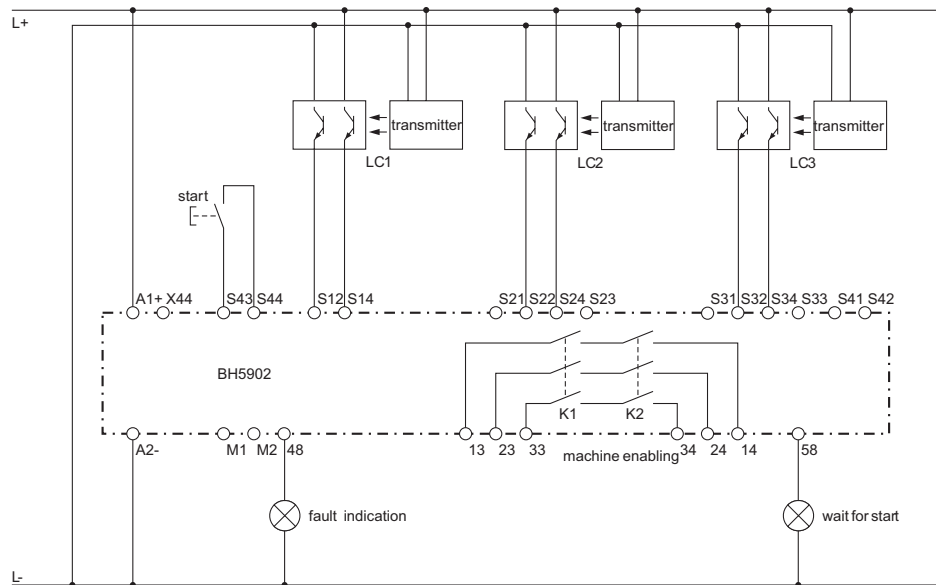 L+
transmitter
transmitter
transmitter
LC1
LC2
LC3
start
A1+ X44 S43 S44 S12 S14 S21 S22 S24 S23 S31 S32 S34 S33 S41 S42
BH5902
K1 K2
A2- M1 M2 48 13 23 33 machine enabling 34 24 14 58
fault indication
wait for start
L-